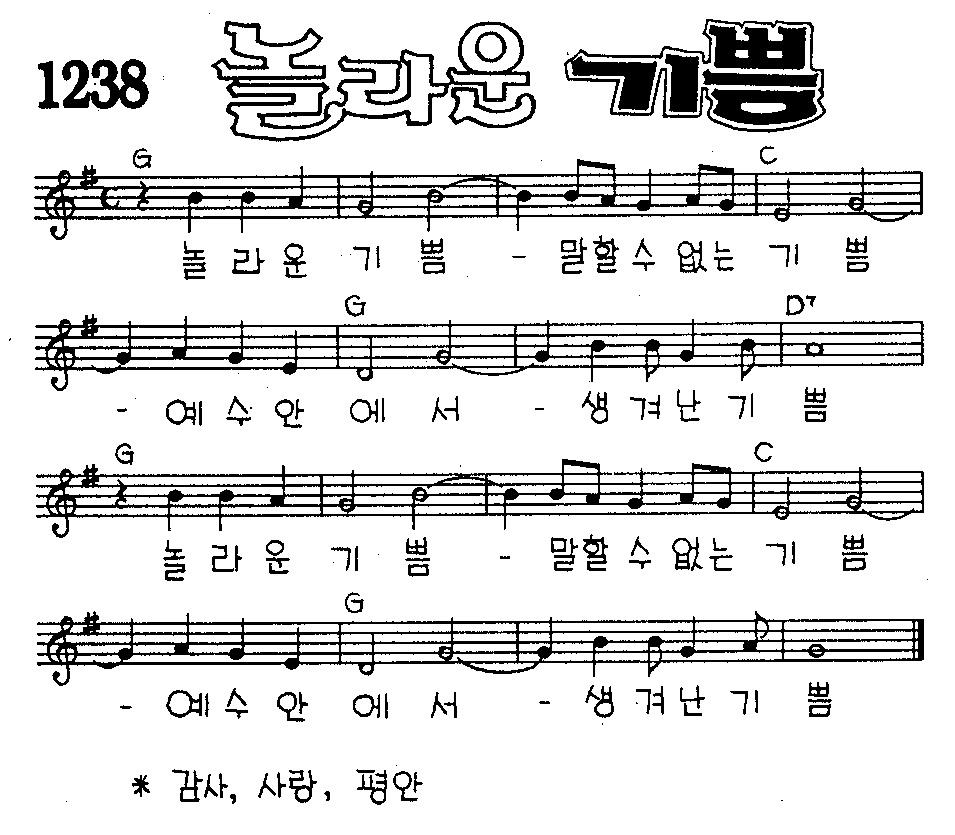 1238 놀라운 기쁨
G C
놀 라 운 기 쁨 - 말할 수 없는 기 쁨
G D7
- 예 수 안 에 서 - 생 겨 난 기 쁨
G C
놀 라 운 기 쁨 - 말할 수 없는 기 쁨
G
- 예 수 안 에 서 - 생 겨 난 기 쁨
* 감사, 사랑, 평안